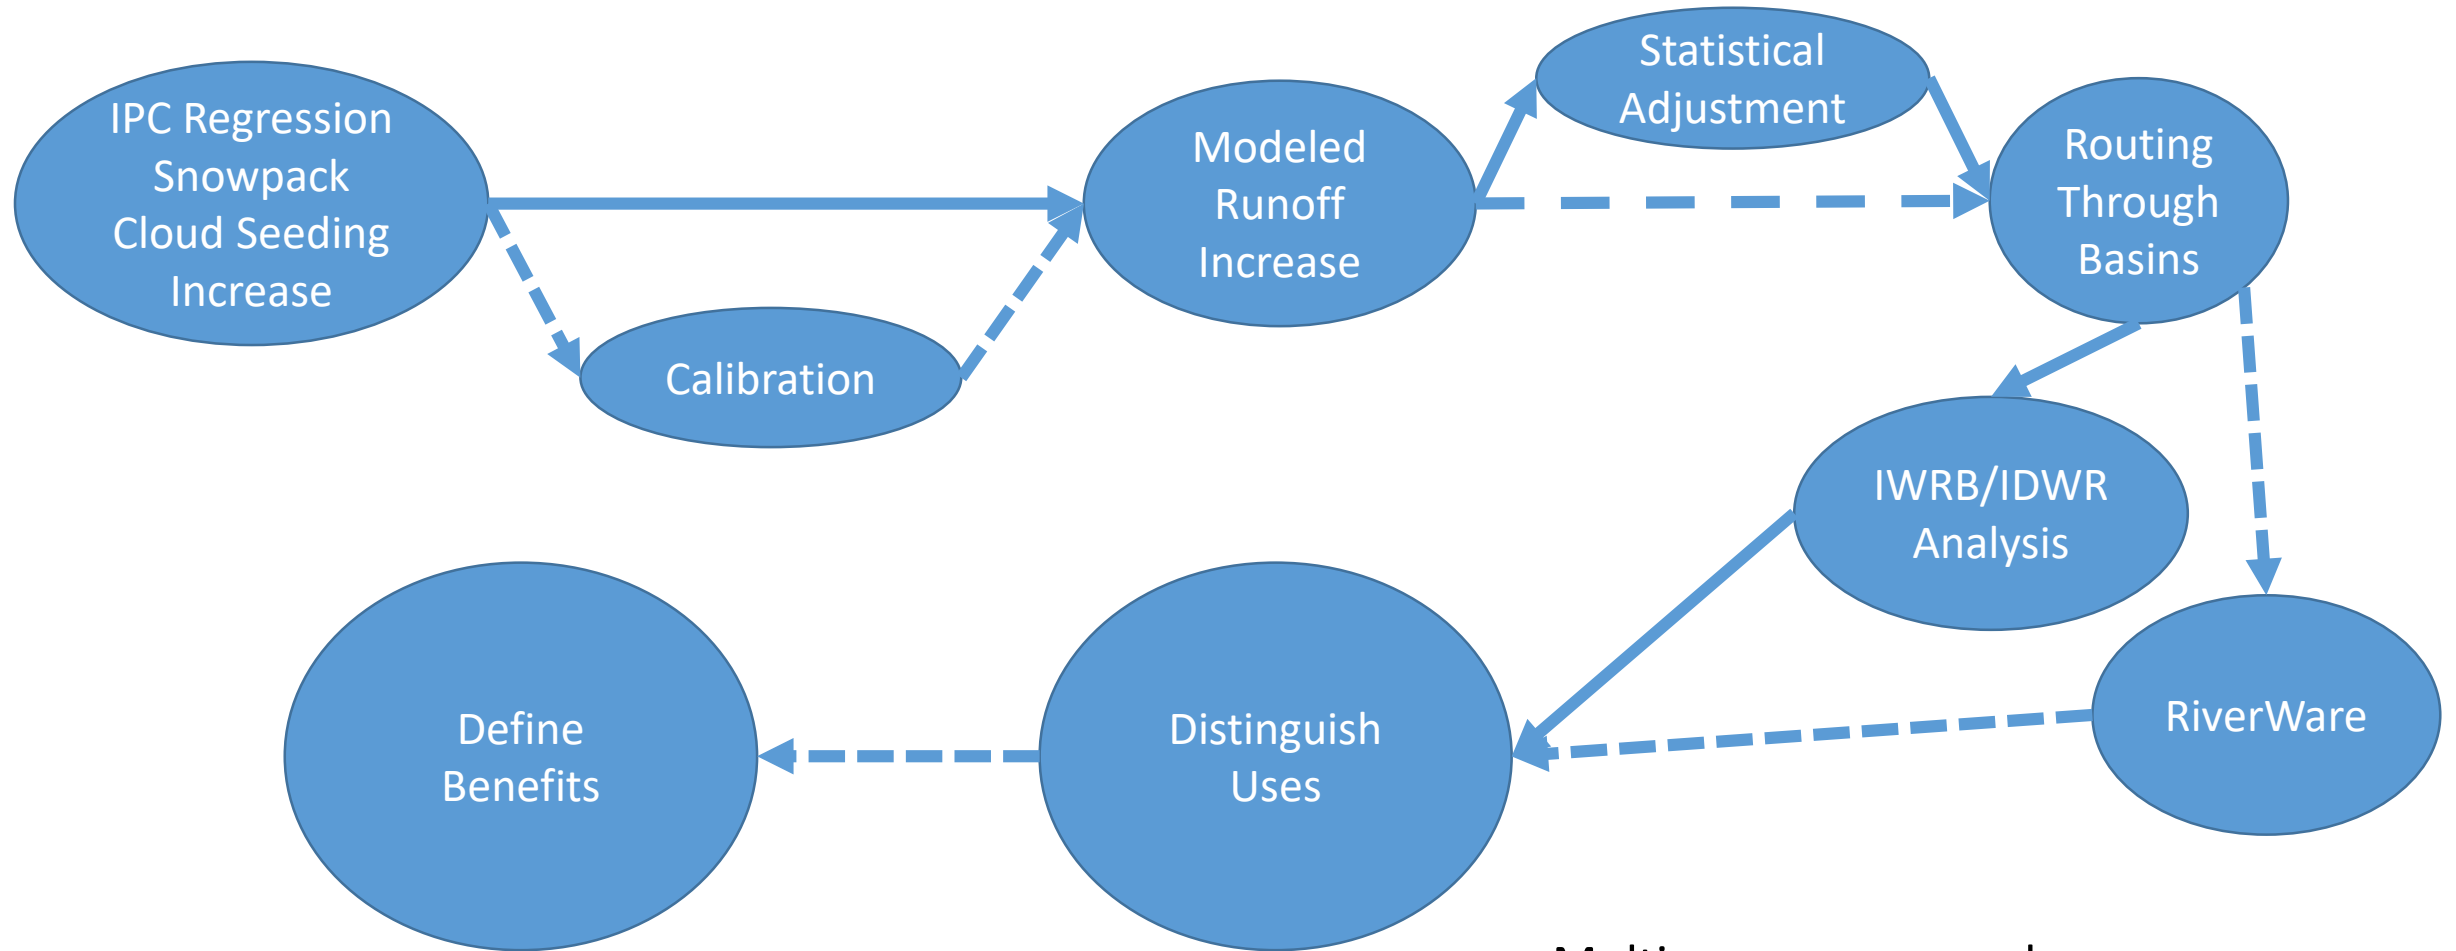 IPC Regression
Snowpack
Cloud Seeding
Increase
Calibration
Modeled
Runoff
Increase
Statistical
Adjustment
Routing
Through
Basins
IWRB/IDWR
Analysis
RiverWare
Distinguish
Uses
Define
Benefits